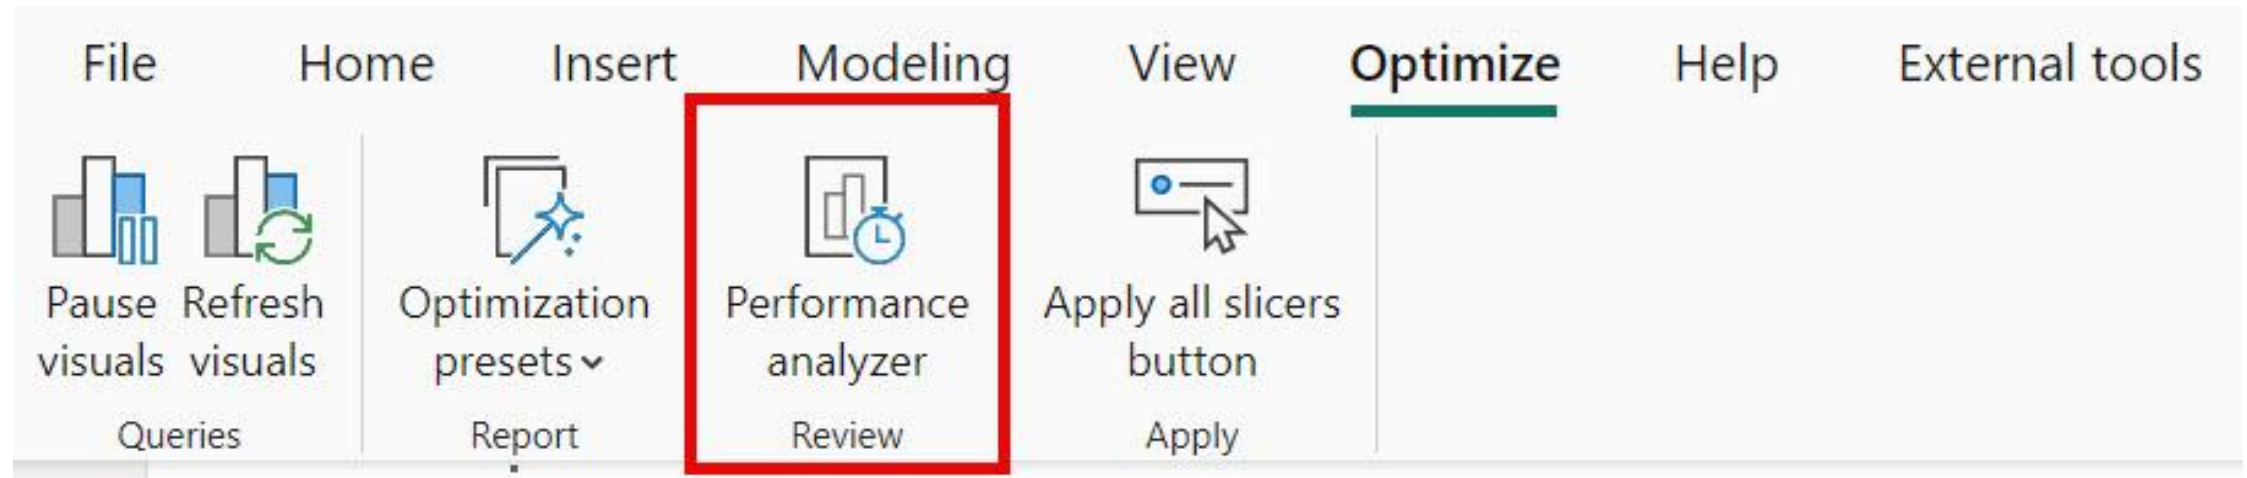 File Home Insert Modeling View Optimize Help External tools
Pause visuals
Refresh visuals
Optimization presets
Performance analyzer
Apply all slicers button
Queries Report Review Apply